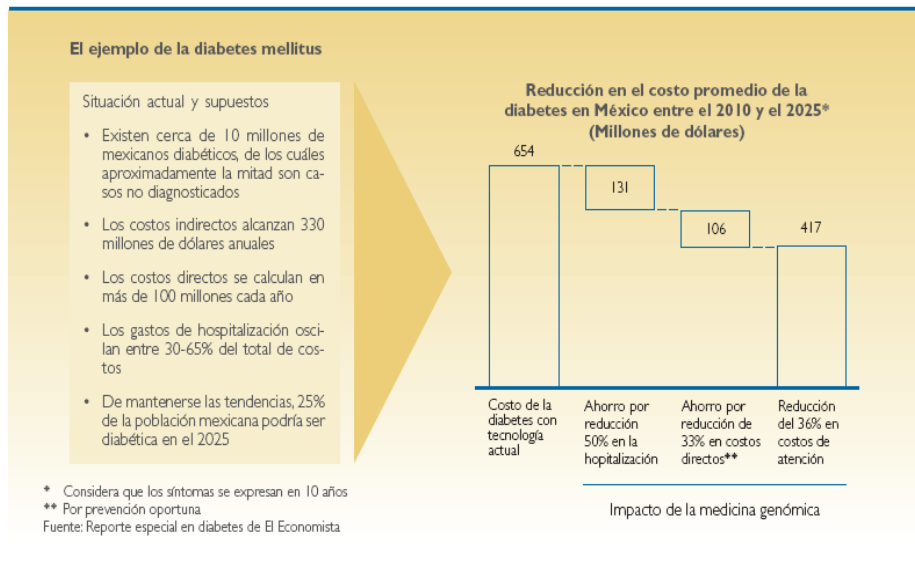 El ejemplo de la diabetes mellitus
Situación actual y supuestos
• Existen cerca de 10 millones de
mexicanos diabéticos, de los cuáles
aproximadamente la mitad son ca-
sos no diagnosticados
• Los costos indirectos alcanzan 330
millones de dólares anuales
• Los costos directos se calculan en
más de 100 millones cada año
• Los gastos de hospitalización osci-
lan entre 30-65% del total de cos-
tos
• De mantenerse las tendencias, 25%
de la población mexicana podría ser
diabética en el 2025
Reducción en el costo promedio de la
diabetes en México entre el 2010 y el 2025*
(Millones de dólares)
654
131
106
417
Costo de la
diabetes con
tecnología
actual
Ahorro por
reducción
50% en la
hopitalización
Ahorro por
reducción de
33% en costos
directos**
Reducción
del 36% en
costos de
atención
Impacto de la medicina genómica
* Considera que los síntomas se expresan en 10 años
** Por prevención oportuna
Fuente: Reporte especial en diabetes de El Economista